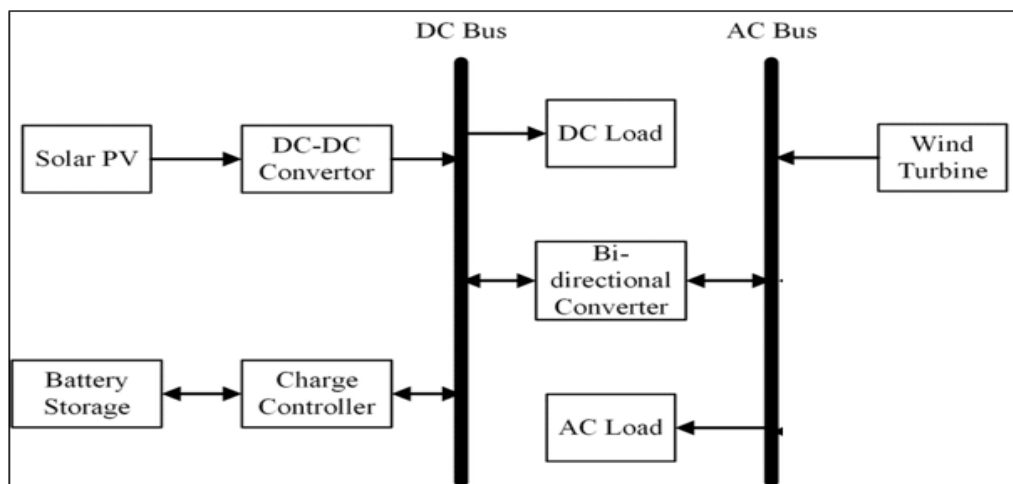 DC Bus
AC Bus
Solar PV
DC-DC
Convertor
DC Load
Wind
Turbine
Bi-
directional
Converter
Battery
Storage
Charge
Controller
AC Load